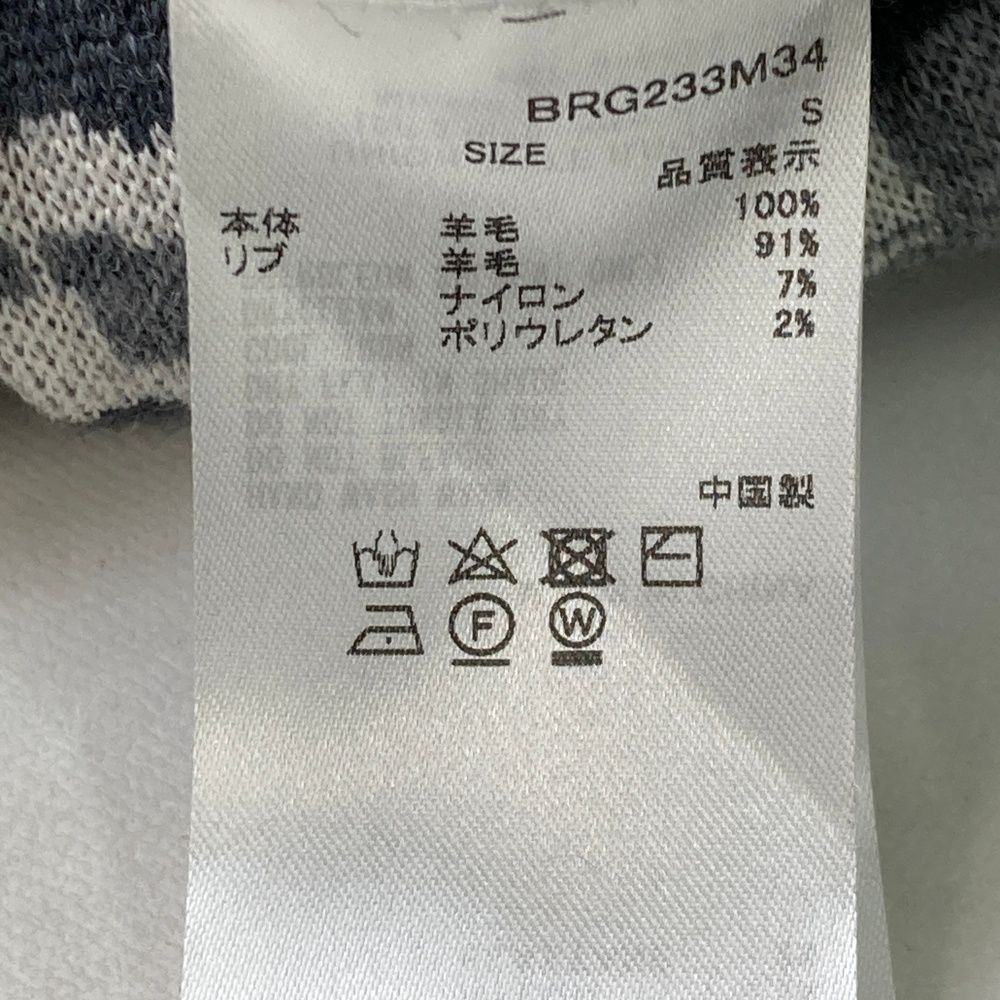 BRG233M34
SIZE S
品質表示
本体 羊毛 100%
リブ 羊毛 91%
ナイロン 7%
ポリウレタン 2%
中国製
F W